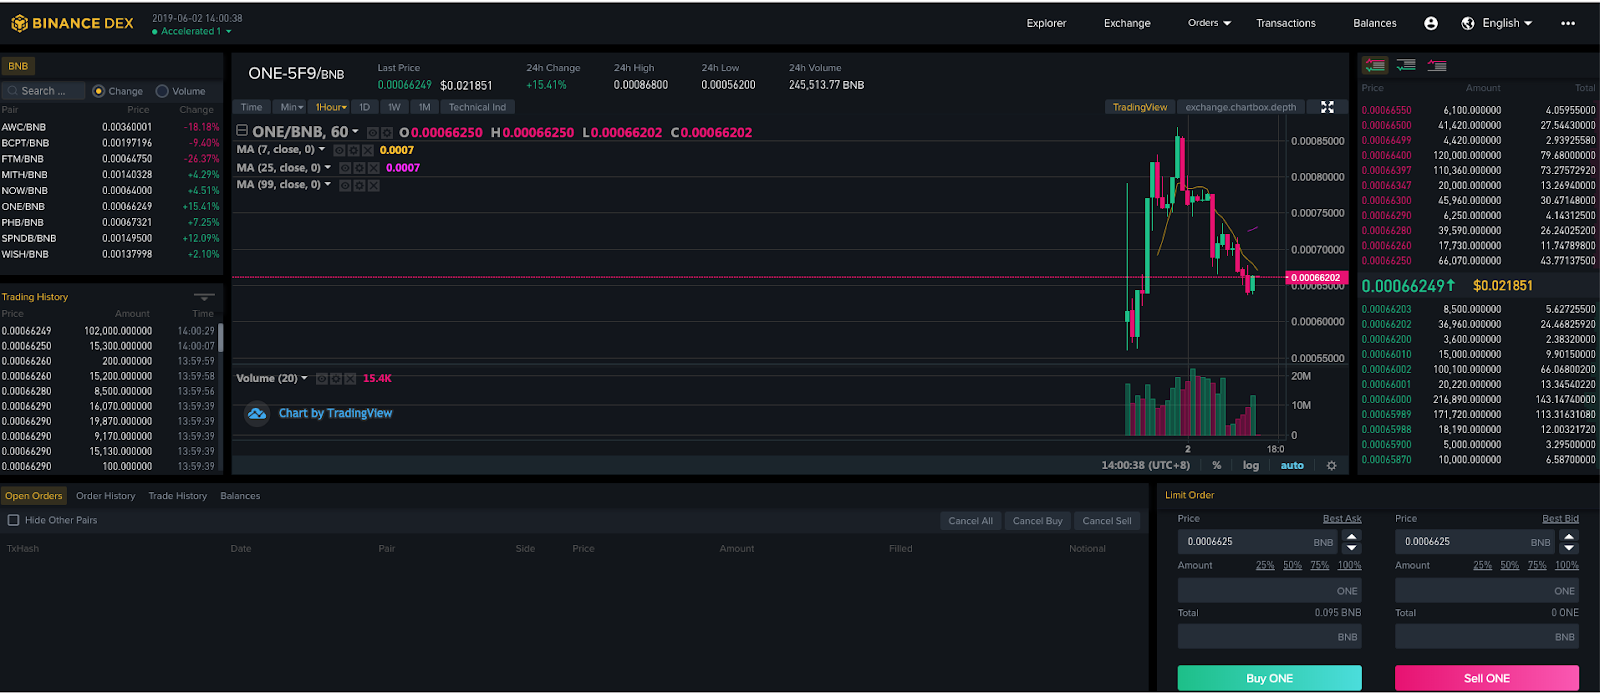 BINANCE DEX
2019-06-02 14:00:38
Accelerated 1
Explorer Exchange Orders Transactions Balances English
BNB
Search ... Change Volume
Pair Price Change
AWC/BNB 0.00360001 -18.18%
BCPT/BNB 0.00197196 -9.40%
FTM/BNB 0.00064750 -26.37%
MITH/BNB 0.00140328 +4.29%
NOW/BNB 0.00064000 +4.51%
ONE/BNB 0.00066249 +15.41%
PHB/BNB 0.00067321 +7.25%
SPNDB/BNB 0.00149500 +12.09%
WISH/BNB 0.00137998 +2.10%
Trading History
Price Amount Time
0.00066249 102,000.000000 14:00:29
0.00066250 15,300.000000 14:00:07
0.00066260 200.000000 13:59:59
0.00066260 15,200.000000 13:59:58
0.00066280 8,500.000000 13:59:56
0.00066290 16,070.000000 13:59:39
0.00066290 19,870.000000 13:59:39
0.00066290 9,170.000000 13:59:39
0.00066290 15,130.000000 13:59:39
0.00066290 100.000000 13:59:39
ONE-5F9/BNB
Last Price 24h Change 24h High 24h Low 24h Volume
0.00066249 $0.021851 +15.41% 0.00086800 0.00056200 245,513.77 BNB
Time Min 1Hour 1D 1W 1M Technical Ind TradingView exchange.chartbox.depth
ONE/BNB, 60 O 0.00066250 H 0.00066250 L 0.00066202 C 0.00066202
MA (7, close, 0) 0.0007
MA (25, close, 0) 0.0007
MA (99, close, 0)
0.00085000
0.00080000
0.00075000
0.00070000
0.00066202
0.00065000
0.00060000
0.00055000
Volume (20) 15.4K
20M
10M
0
Chart by TradingView
2 18:0
14:00:38 (UTC+8) % log auto
Price Amount Total
0.00066550 6,100.000000 4.05955000
0.00066500 41,420.000000 27.54430000
0.00066499 4,420.000000 2.93925580
0.00066400 120,000.000000 79.68000000
0.00066397 110,360.000000 73.27572920
0.00066347 20,000.000000 13.26940000
0.00066300 45,960.000000 30.47148000
0.00066290 6,250.000000 4.14312500
0.00066280 39,590.000000 26.24025200
0.00066260 17,730.000000 11.74789800
0.00066250 66,070.000000 43.77137500
0.00066249↑ $0.021851
0.00066203 8,500.000000 5.62725500
0.00066202 36,960.000000 24.46825920
0.00066200 3,600.000000 2.38320000
0.00066010 15,000.000000 9.90150000
0.00066002 100,100.000000 66.06800200
0.00066001 20,220.000000 13.34540220
0.00066000 216,890.000000 143.14740000
0.00065989 171,720.000000 113.31631080
0.00065988 18,190.000000 12.00321720
0.00065900 5,000.000000 3.29500000
0.00065870 10,000.000000 6.58700000
Open Orders Order History Trade History Balances
Hide Other Pairs Cancel All Cancel Buy Cancel Sell
TxHash Date Pair Side Price Amount Filled Notional
Limit Order
Price Best Ask Price Best Bid
0.0006625 BNB 0.0006625 BNB
Amount 25% 50% 75% 100% Amount 25% 50% 75% 100%
ONE ONE
Total 0.095 BNB Total 0 ONE
BNB BNB
Buy ONE Sell ONE